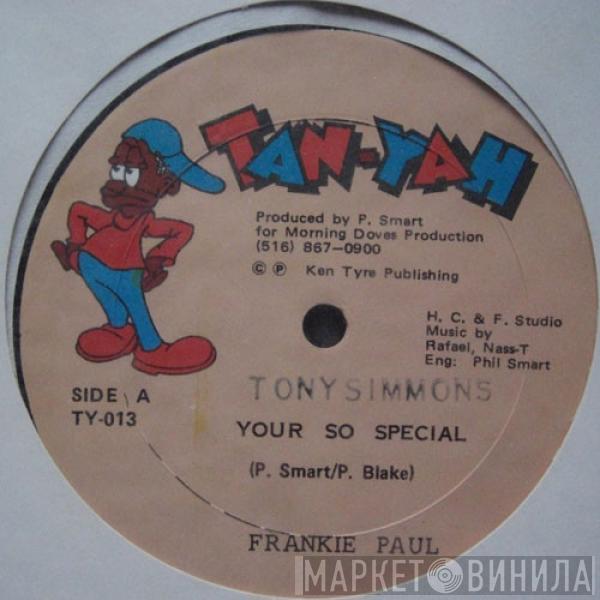 TAN-YAH
Produced by P. Smart
for Morning Doves Production
(516) 867-0900
© ℗ Ken Tyre Publishing
H. C. & F. Studio
Music by
Rafael, Nass-T
Eng: Phil Smart
SIDE A
TY-013
TONY SIMMONS
YOUR SO SPECIAL
(P. Smart/P. Blake)
FRANKIE PAUL
МАРКЕТ ВИНИЛА